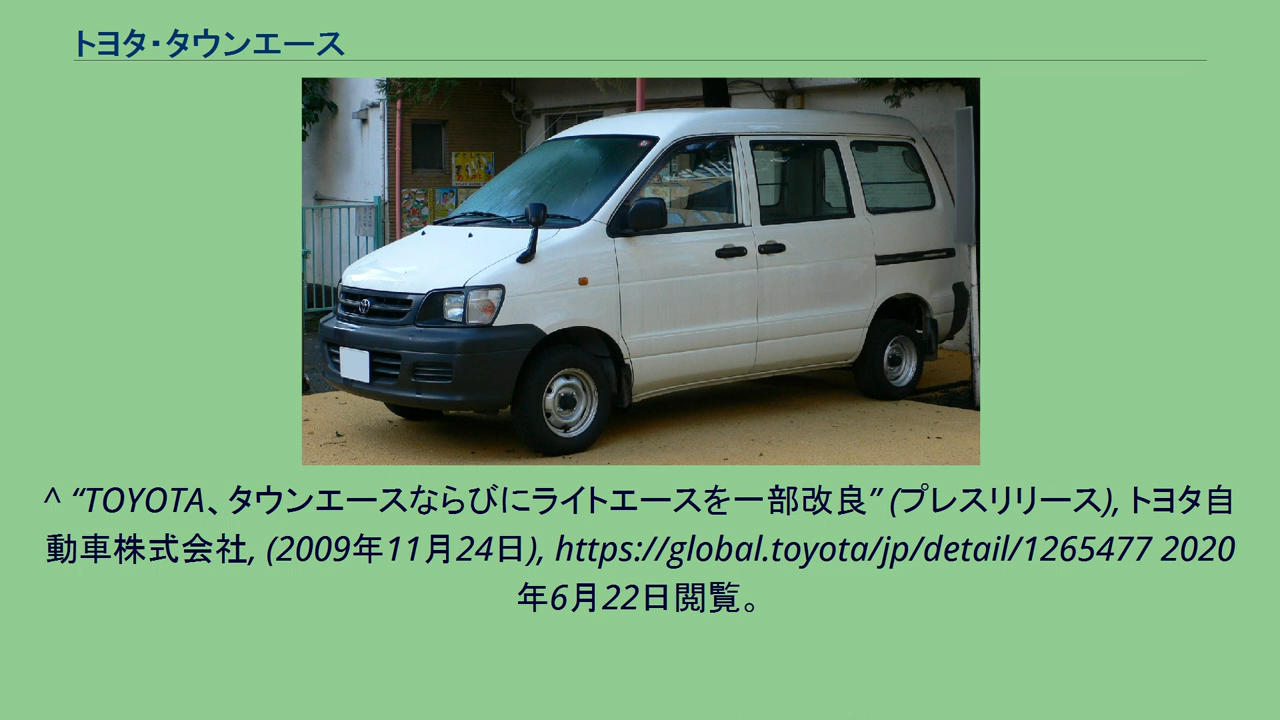 トヨタ・タウンエース
^ “TOYOTA、タウンエースならびにライトエースを一部改良” (プレスリリース), トヨタ自
動車株式会社, (2009年11月24日), https://global.toyota/jp/detail/1265477 2020
年6月22日閲覧。